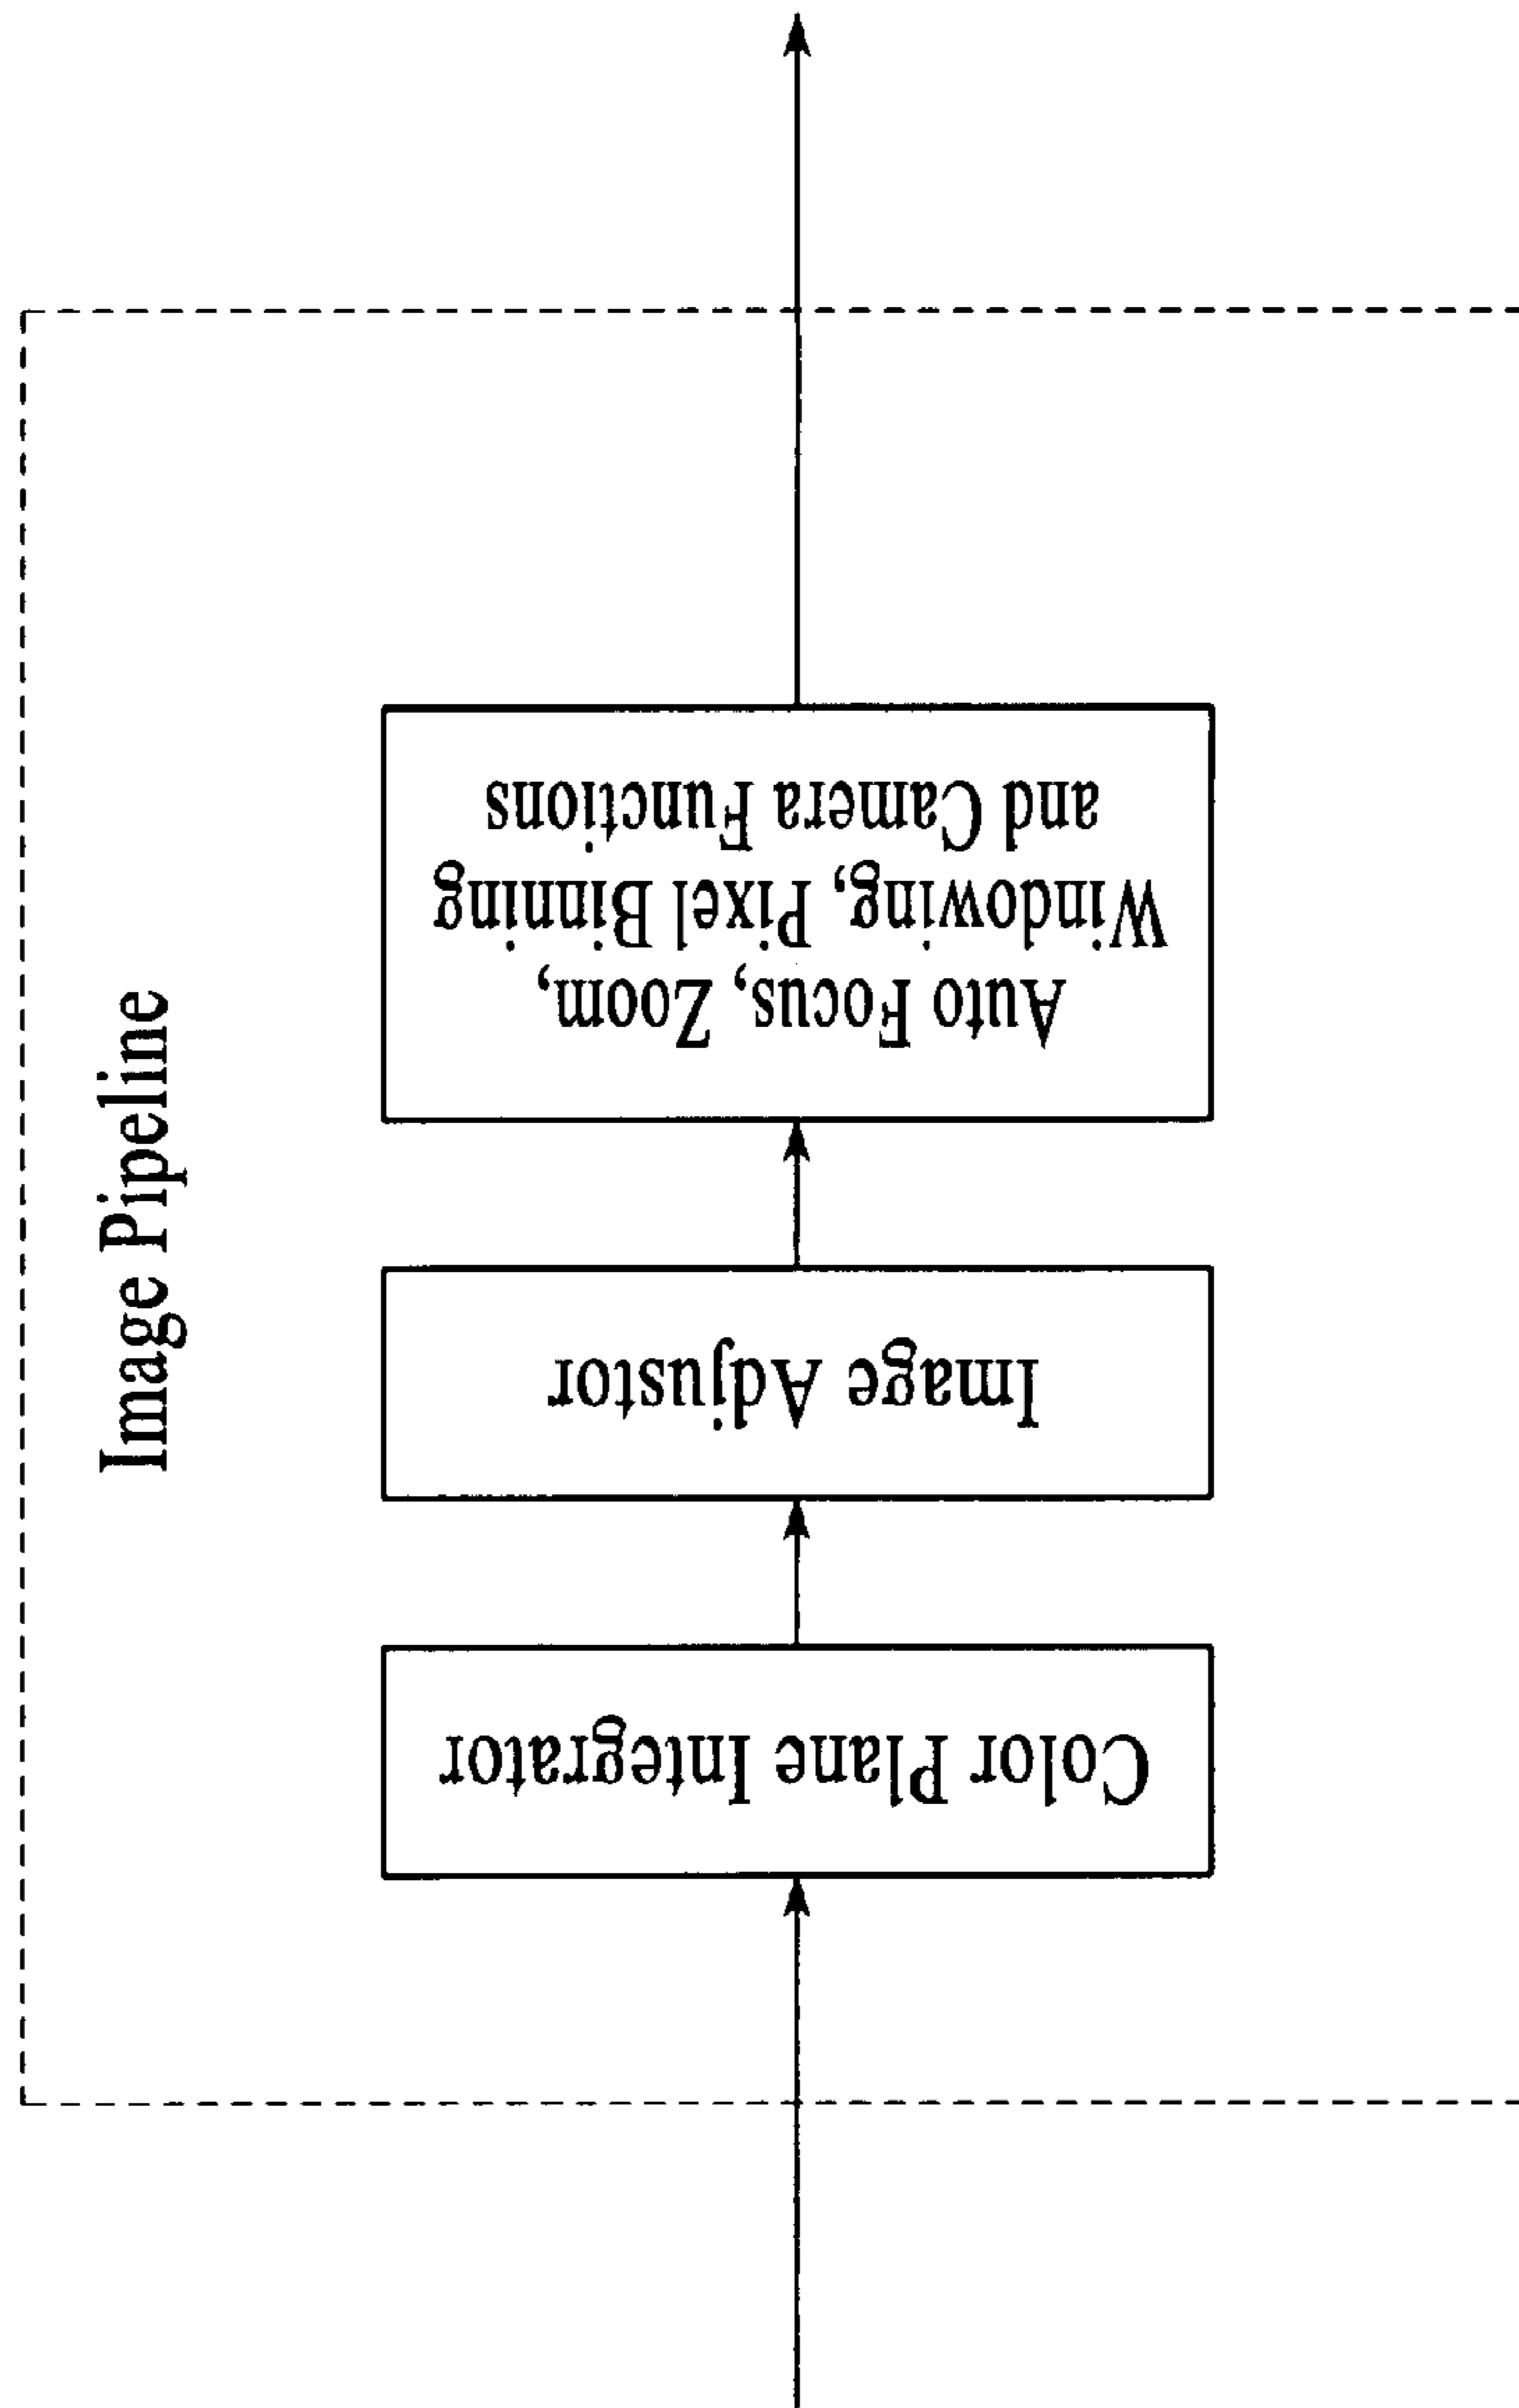 Image Pipeline
Color Plane Integrator
Image Adjustor
Auto Focus, Zoom,
Windowing, Pixel Binning
and Camera Functions